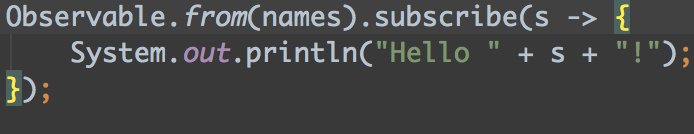 Observable.from(names).subscribe(s -> {
    System.out.println("Hello " + s + "!");
});